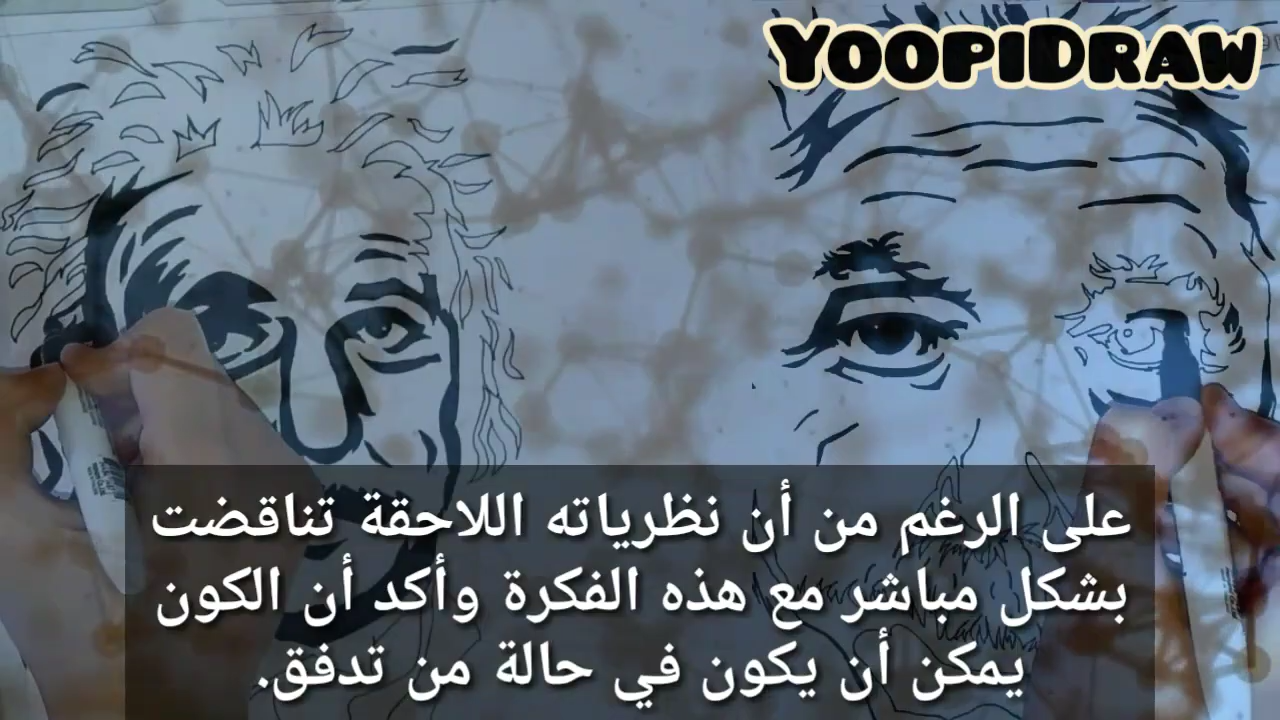 YOOPIDRAW
على الرغم من أن نظرياته اللاحقة تناقضت
بشكل مباشر مع هذه الفكرة وأكد أن الكون
يمكن أن يكون في حالة من تدفق.